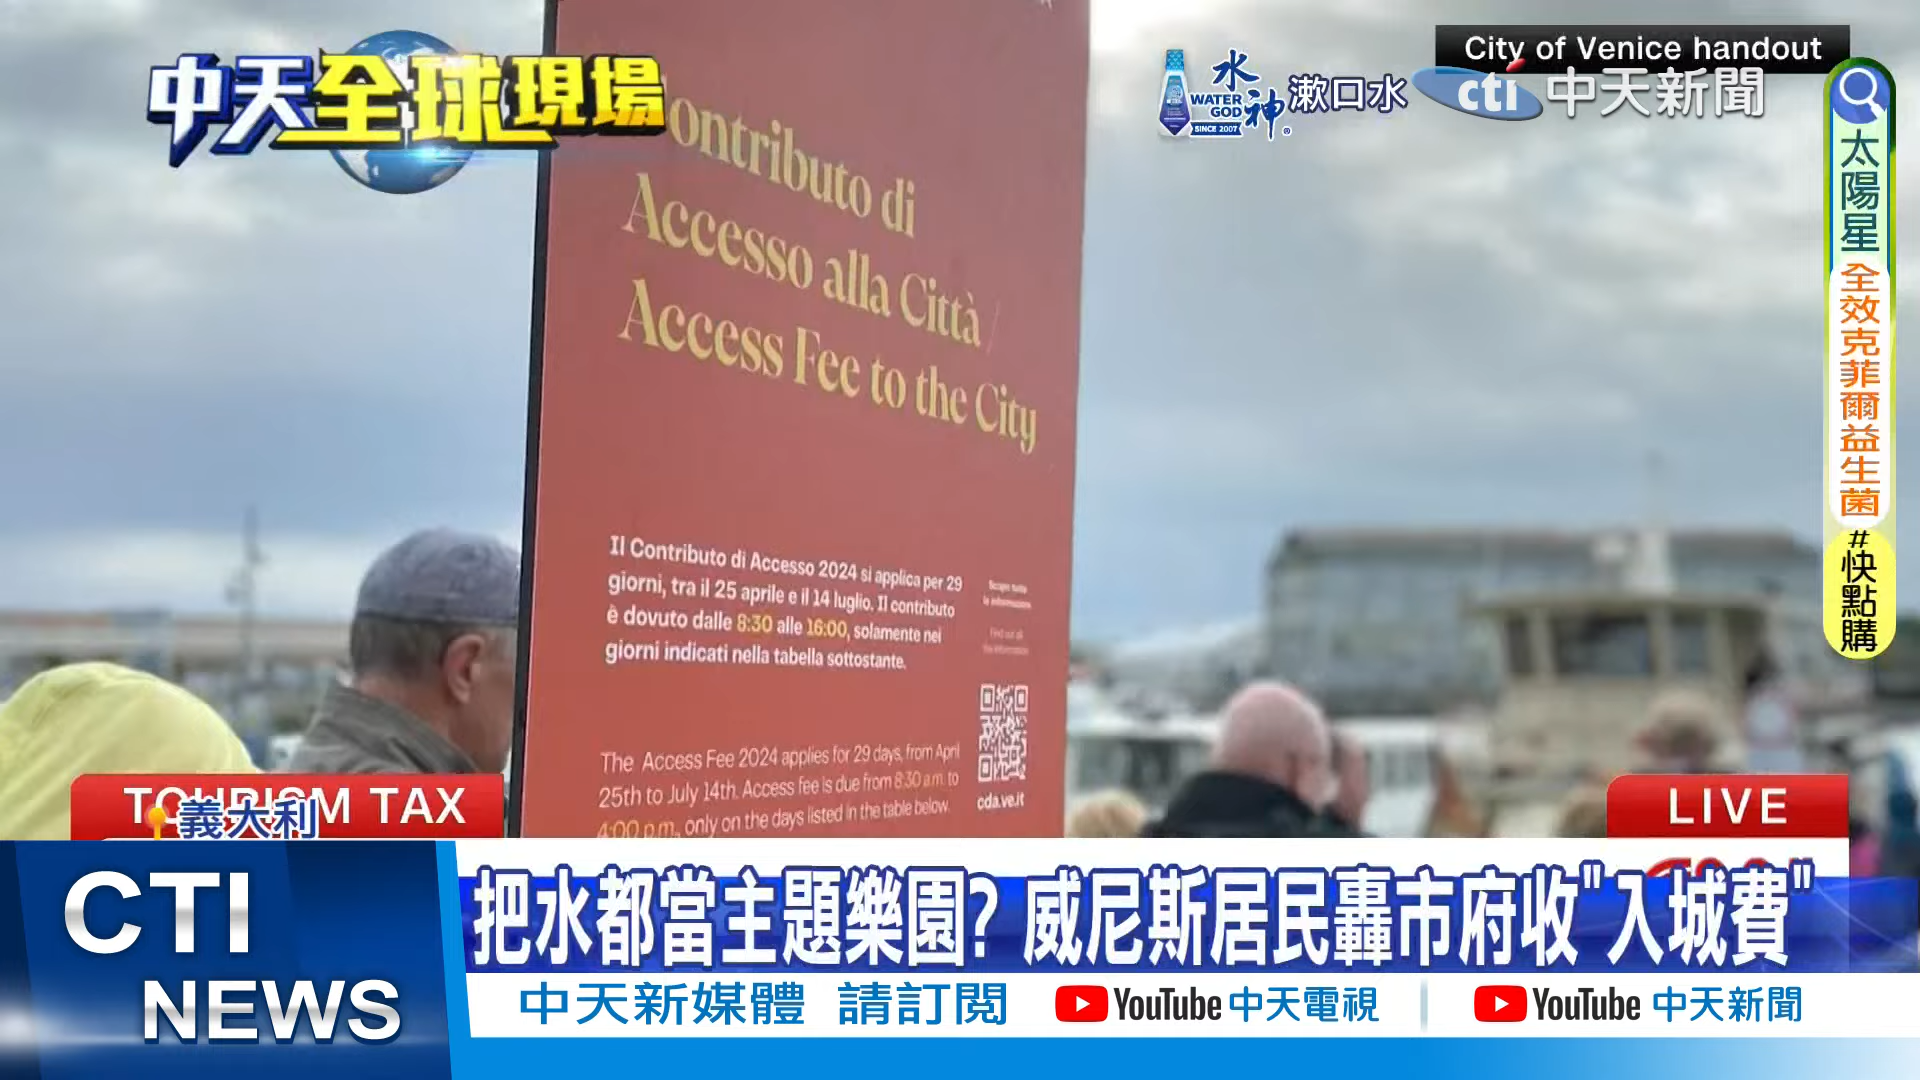 City of Venice handout
中天全球現場
水神
WATER GOD
SINCE 2007
漱口水
cti 中天新聞
太陽星
全效克菲爾益生菌
#快點購
Contributo di
Accesso alla Città /
Access Fee to the City
Il Contributo di Accesso 2024 si applica per 29
giorni, tra il 25 aprile e il 14 luglio. Il contributo
è dovuto dalle 8:30 alle 16:00, solamente nei
giorni indicati nella tabella sottostante.
The Access Fee 2024 applies for 29 days, from April
25th to July 14th. Access fee is due from 8:30 a.m. to
4:00 p.m., only on the days listed in the table below.
cda.ve.it
TOURISM TAX
義大利
LIVE
CTI
NEWS
把水都當主題樂園? 威尼斯居民轟市府收"入城費"
中天新媒體 請訂閱 YouTube 中天電視 | YouTube 中天新聞